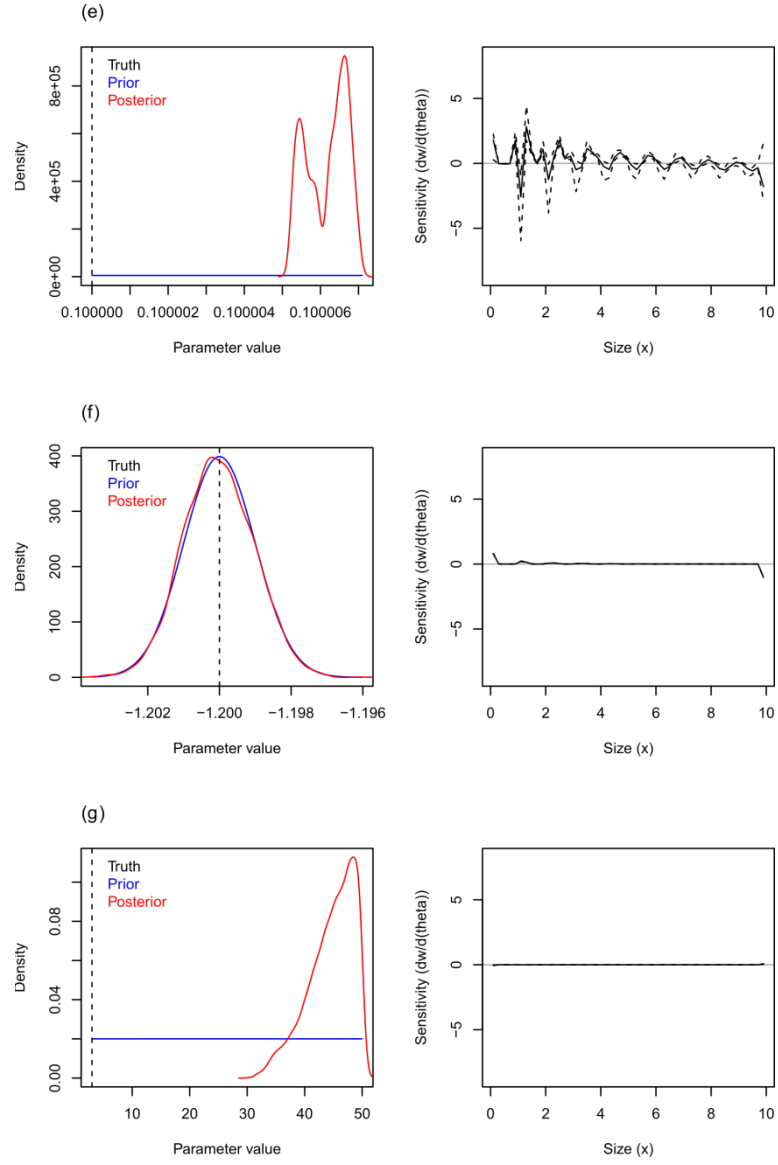 (e)
Truth
Prior
Posterior
Density
0e+00 4e+05 8e+05
0.100000 0.100002 0.100004 0.100006
Parameter value
Sensitivity (dw/d(theta))
−5 0 5
0 2 4 6 8 10
Size (x)
(f)
Truth
Prior
Posterior
Density
0 100 200 300 400
−1.202 −1.200 −1.198 −1.196
Parameter value
Sensitivity (dw/d(theta))
−5 0 5
0 2 4 6 8 10
Size (x)
(g)
Truth
Prior
Posterior
Density
0.00 0.04 0.08
10 20 30 40 50
Parameter value
Sensitivity (dw/d(theta))
−5 0 5
0 2 4 6 8 10
Size (x)